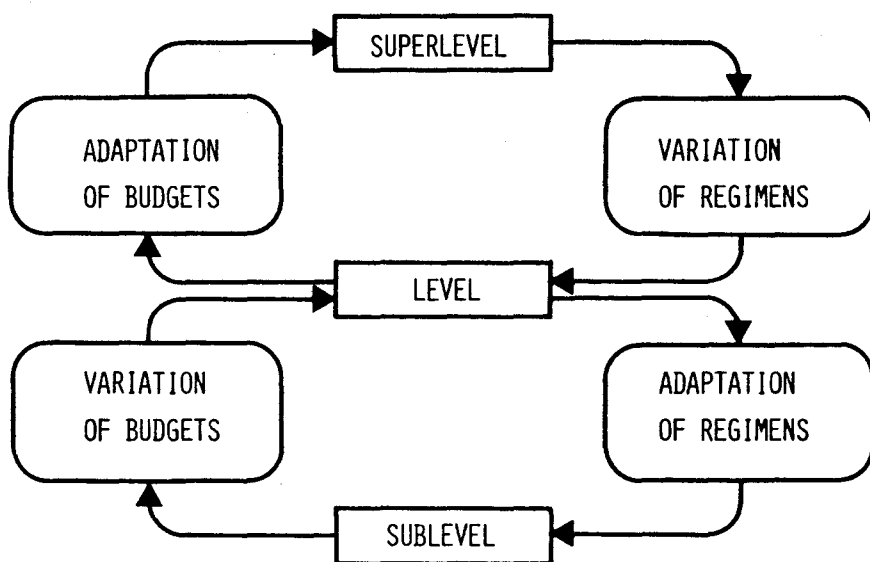 SUPERLEVEL
ADAPTATION
OF BUDGETS
VARIATION
OF REGIMENS
LEVEL
VARIATION
OF BUDGETS
ADAPTATION
OF REGIMENS
SUBLEVEL